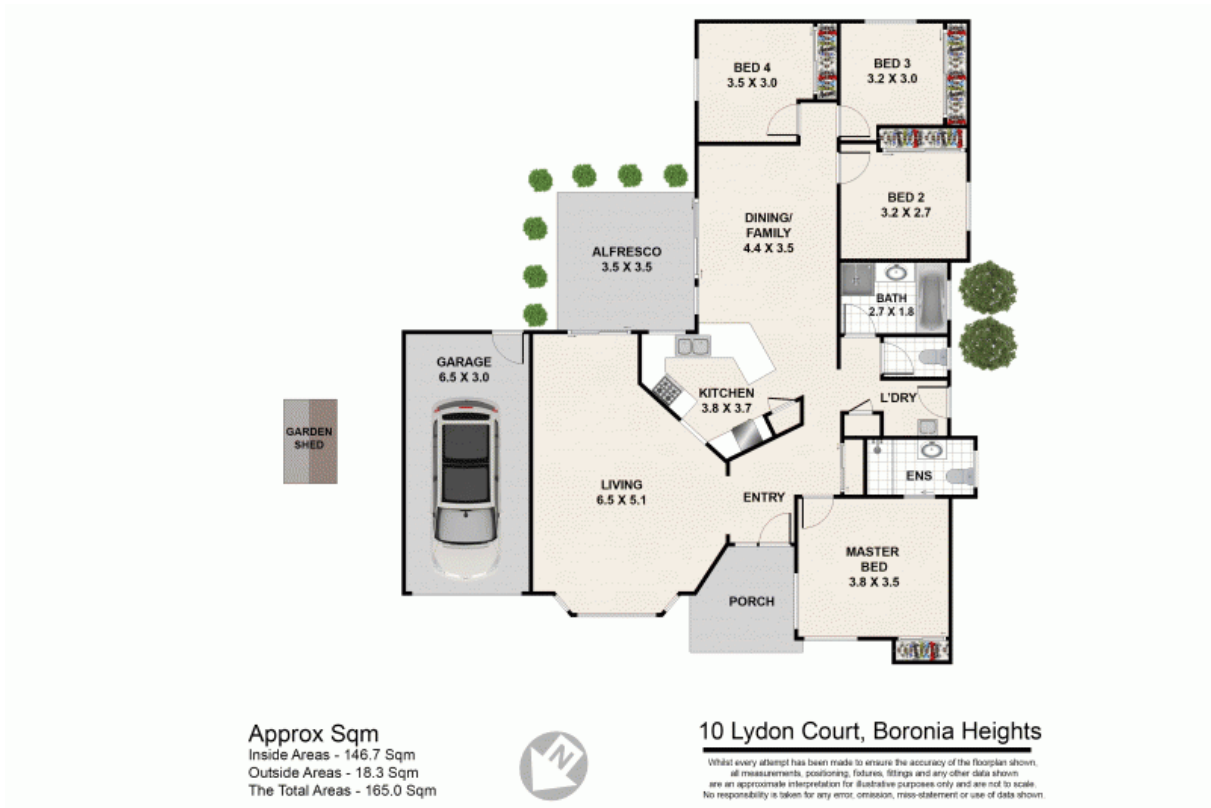 BED 4
3.5 X 3.0
BED 3
3.2 X 3.0
BED 2
3.2 X 2.7
DINING/
FAMILY
4.4 X 3.5
ALFRESCO
3.5 X 3.5
BATH
2.7 X 1.8
GARAGE
6.5 X 3.0
KITCHEN
3.8 X 3.7
L'DRY
GARDEN
SHED
LIVING
6.5 X 5.1
ENTRY
ENS
MASTER
BED
3.8 X 3.5
PORCH
Approx Sqm
Inside Areas - 146.7 Sqm
Outside Areas - 18.3 Sqm
The Total Areas - 165.0 Sqm
N
10 Lydon Court, Boronia Heights
Whilst every attempt has been made to ensure the accuracy of the floorplan shown,
all measurements, positioning, fixtures, fittings and any other data shown
are an approximate interpretation for illustrative purposes only and are not to scale.
No responsibility is taken for any error, omission, miss-statement or use of data shown.